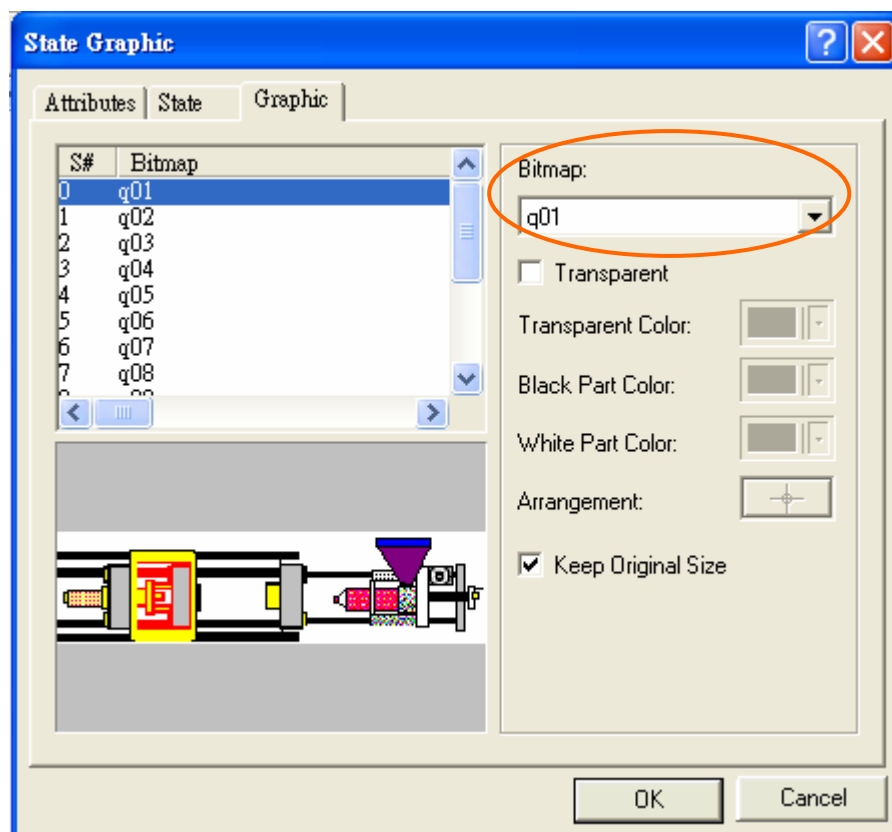 State Graphic
Attributes State Graphic
S# Bitmap
0 q01
1 q02
2 q03
3 q04
4 q05
5 q06
6 q07
7 q08
Bitmap:
q01
Transparent
Transparent Color:
Black Part Color:
White Part Color:
Arrangement:
Keep Original Size
OK Cancel